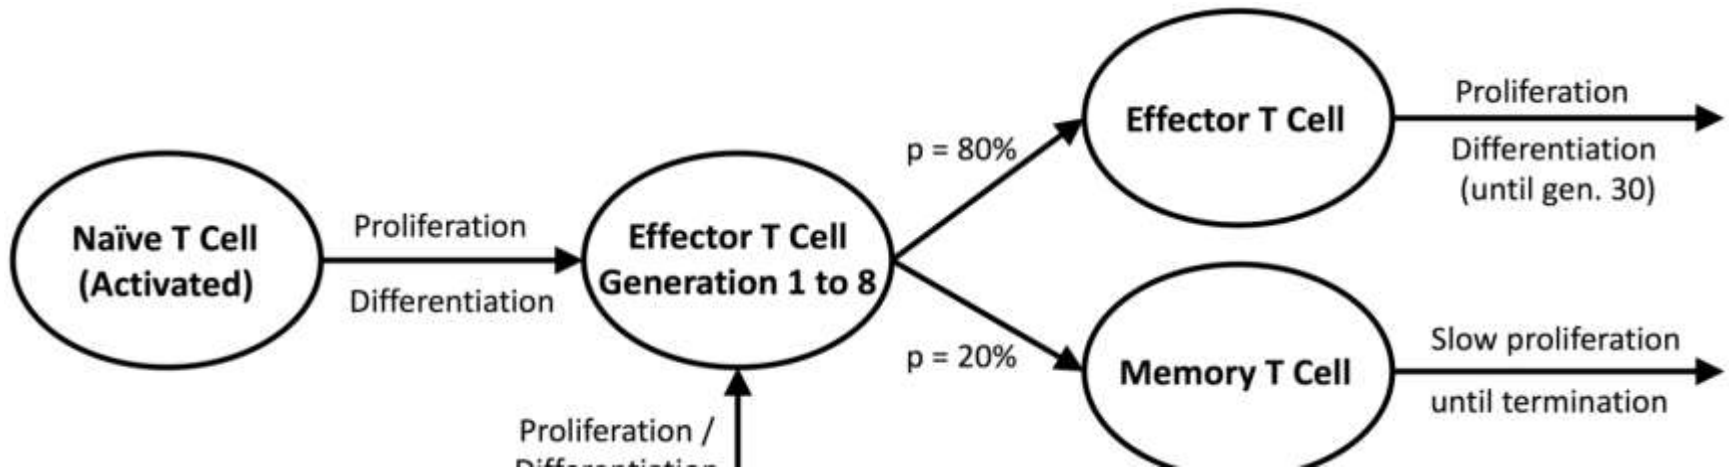 Naïve T Cell
(Activated)
Proliferation
Differentiation
Effector T Cell
Generation 1 to 8
p = 80%
p = 20%
Effector T Cell
Proliferation
Differentiation
(until gen. 30)
Memory T Cell
Slow proliferation
until termination
Proliferation /
Differentiation